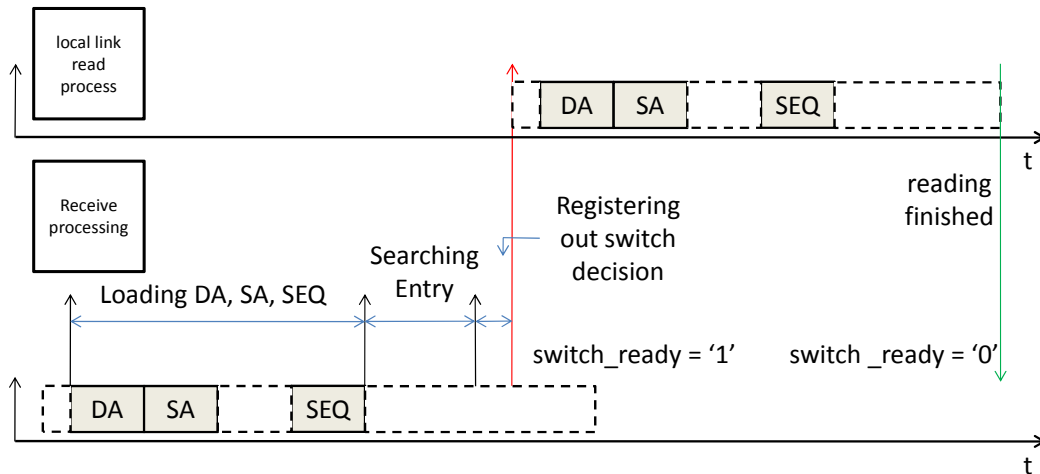 local link
read
process
DA
SA
SEQ
t
Receive
processing
reading
finished
Registering
out switch
decision
Searching
Entry
Loading DA, SA, SEQ
switch_ready = ‘1’
switch _ready = ‘0’
DA
SA
SEQ
t